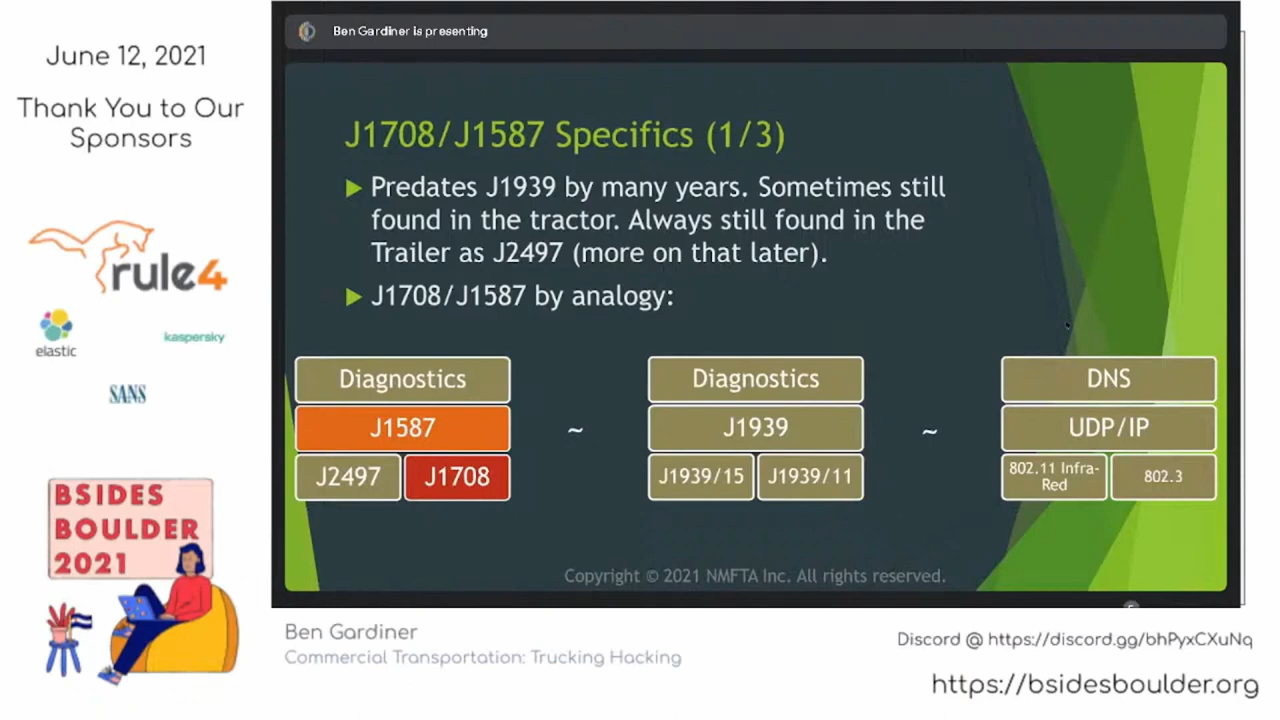 June 12, 2021
Thank You to Our
Sponsors
rule4
elastic
kaspersky
SANS
BSIDES
BOULDER
2021
Ben Gardiner is presenting
J1708/J1587 Specifics (1/3)
Predates J1939 by many years. Sometimes still
found in the tractor. Always still found in the
Trailer as J2497 (more on that later).
J1708/J1587 by analogy:
Diagnostics
J1587
J2497 J1708
~
Diagnostics
J1939
J1939/15 J1939/11
~
DNS
UDP/IP
802.11 Infra-
Red
802.3
Copyright © 2021 NMFTA Inc. All rights reserved.
Ben Gardiner
Commercial Transportation: Trucking Hacking
Discord @ https://discord.gg/bhPyxCXuNq
https://bsidesboulder.org